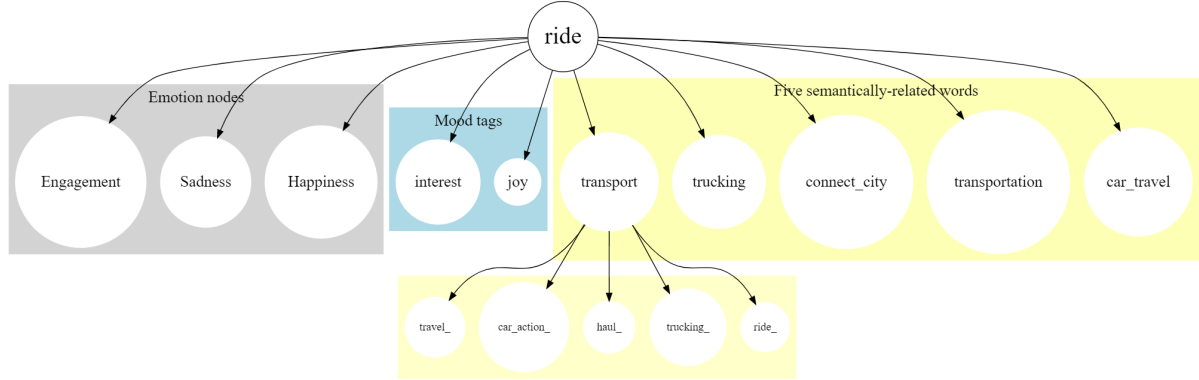 ride
Emotion nodes
Five semantically-related words
Mood tags
Engagement
Sadness
Happiness
interest
joy
transport
trucking
connect_city
transportation
car_travel
travel_
car_action_
haul_
trucking_
ride_